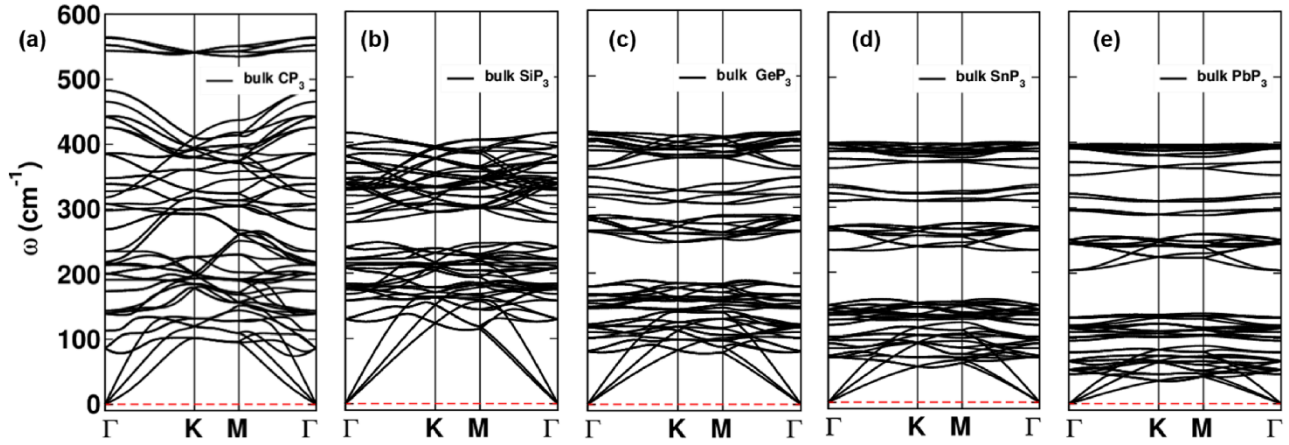 (a)
bulk CP₃
(b)
bulk SiP₃
(c)
bulk GeP₃
(d)
bulk SnP₃
(e)
bulk PbP₃
ω (cm⁻¹)
600
500
400
300
200
100
0
Γ K M Γ
Γ K M Γ
Γ K M Γ
Γ K M Γ
Γ K M Γ